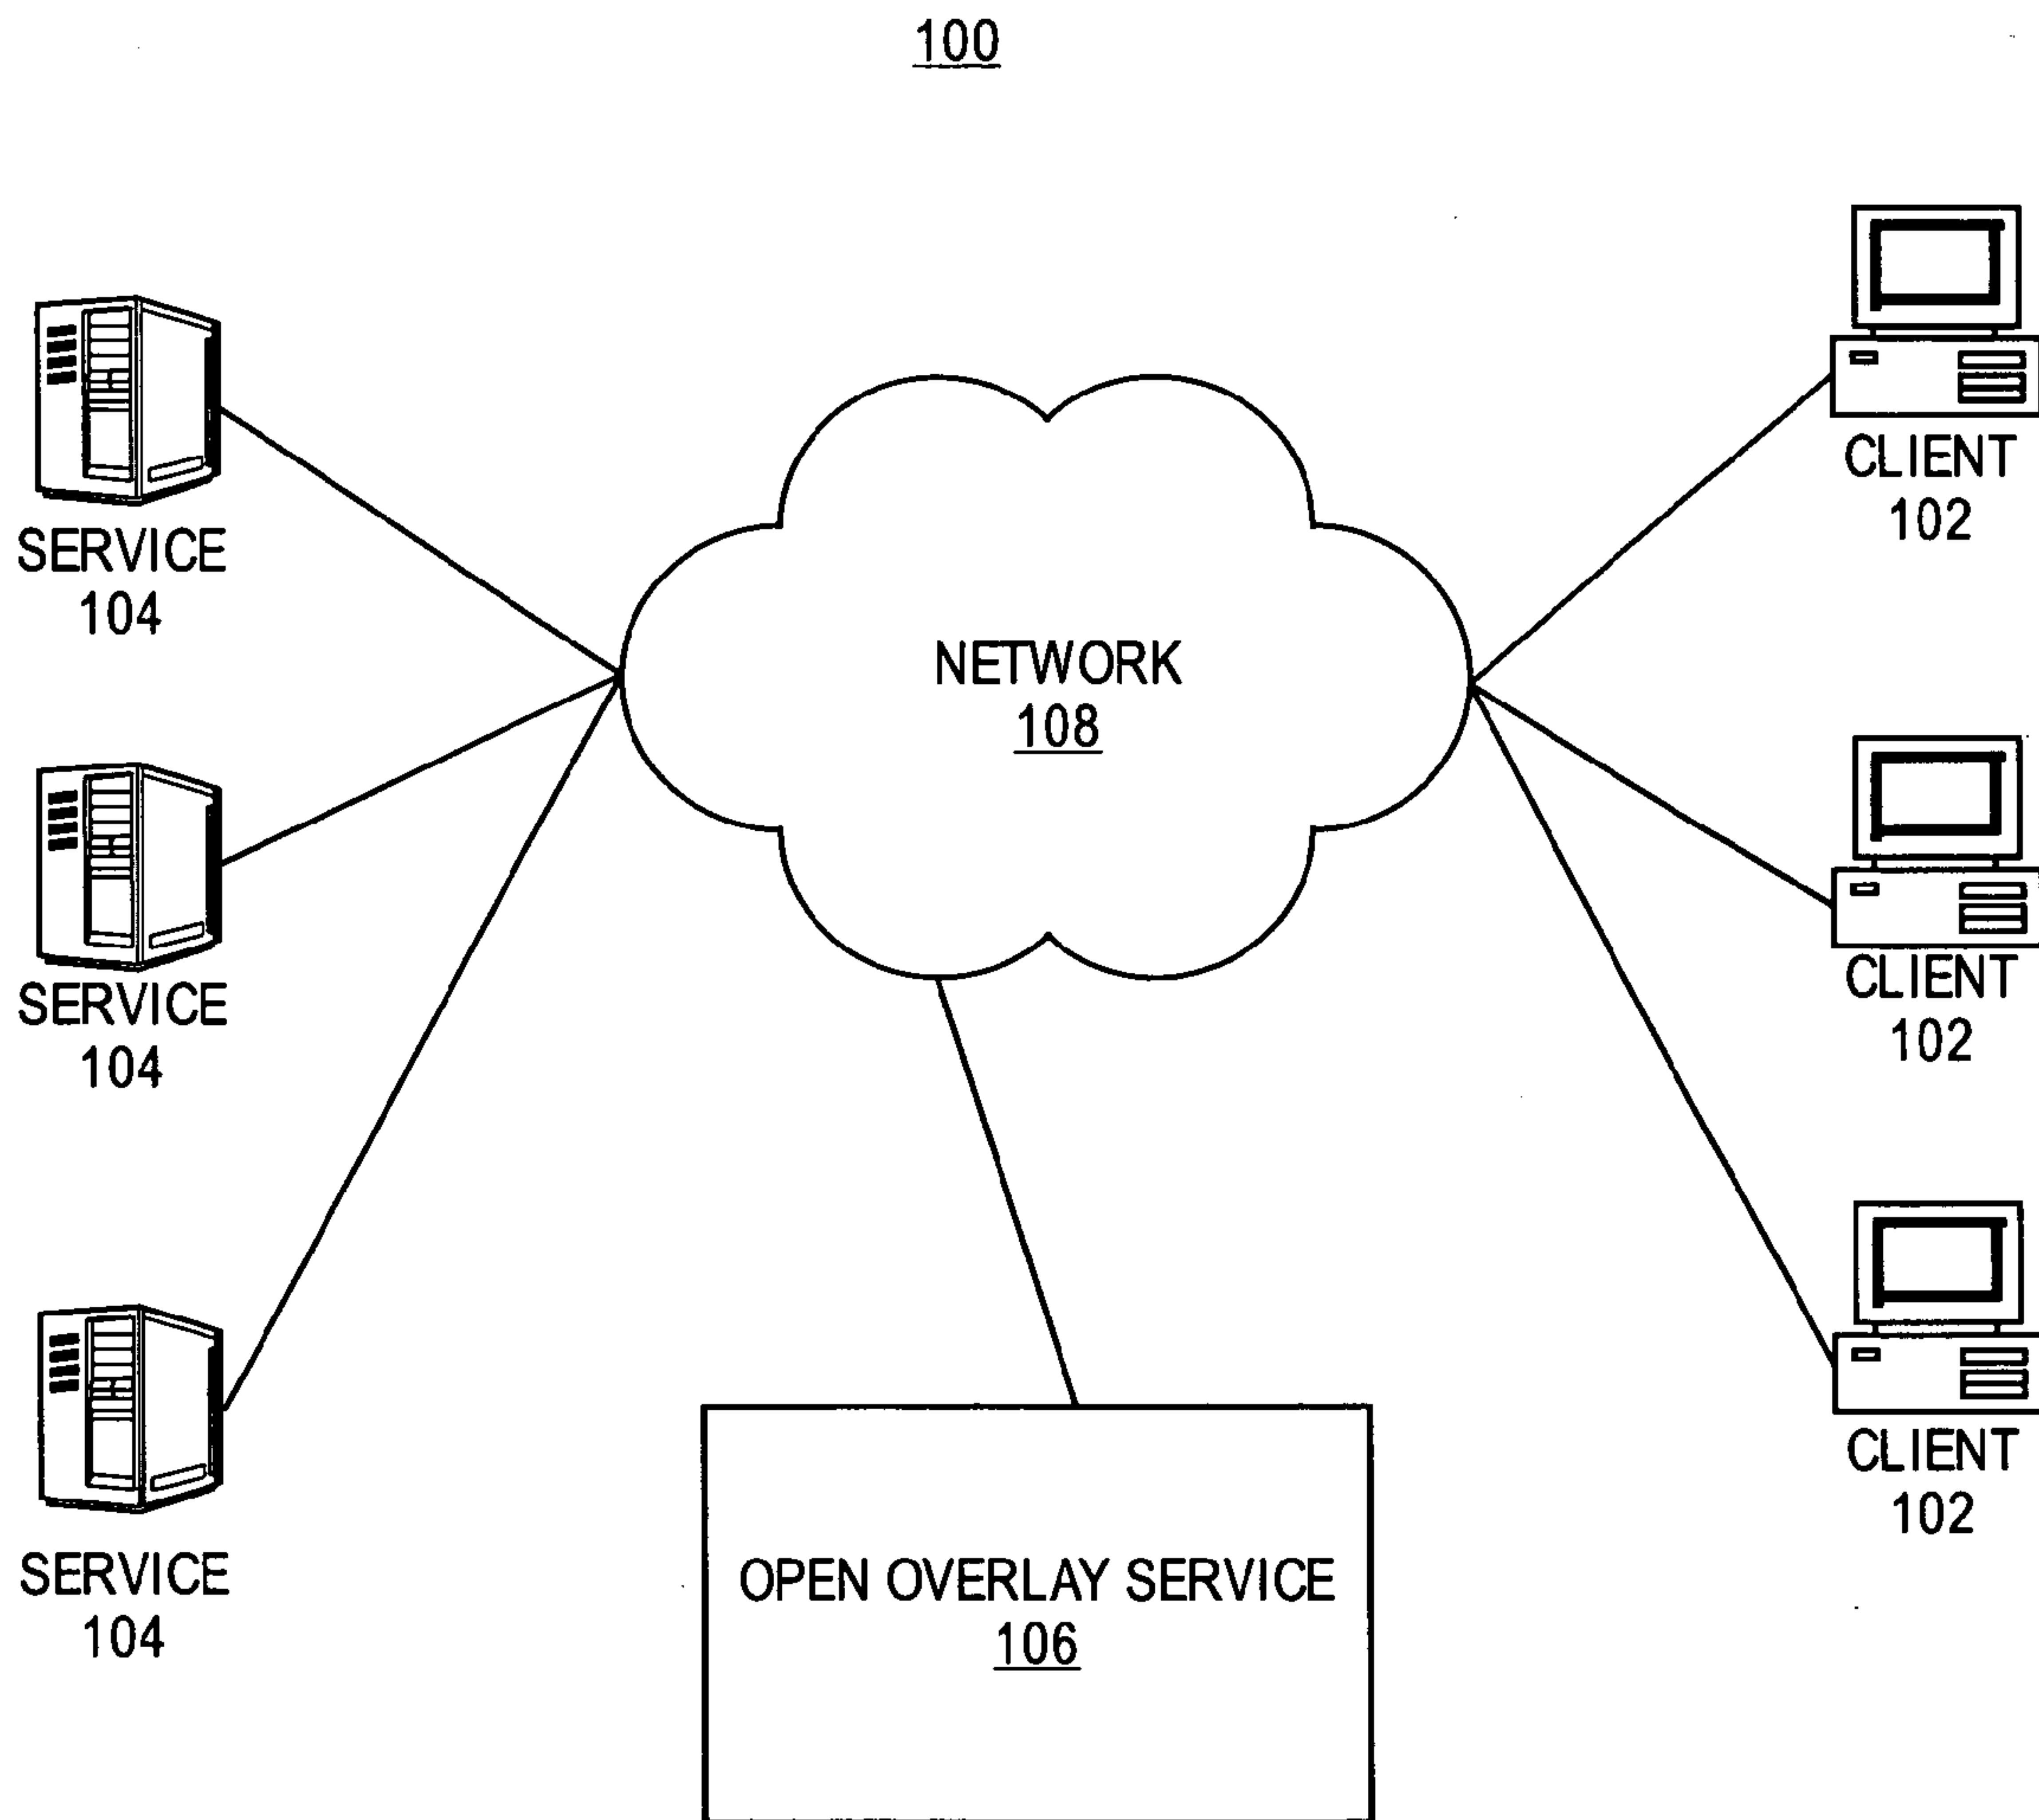 100
SERVICE
104
SERVICE
104
SERVICE
104
NETWORK
108
OPEN OVERLAY SERVICE
106
CLIENT
102
CLIENT
102
CLIENT
102